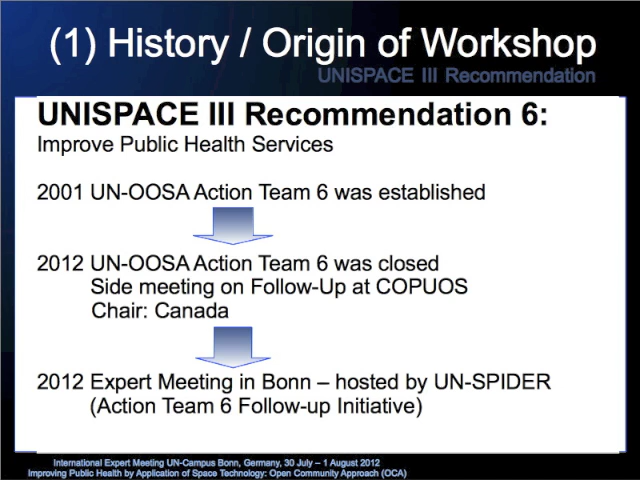 (1) History / Origin of Workshop
UNISPACE III Recommendation
UNISPACE III Recommendation 6:
Improve Public Health Services
2001 UN-OOSA Action Team 6 was established
2012 UN-OOSA Action Team 6 was closed
Side meeting on Follow-Up at COPUOS
Chair: Canada
2012 Expert Meeting in Bonn – hosted by UN-SPIDER
(Action Team 6 Follow-up Initiative)
International Expert Meeting UN-Campus Bonn, Germany, 30 July – 1 August 2012
Improving Public Health by Application of Space Technology: Open Community Approach (OCA)